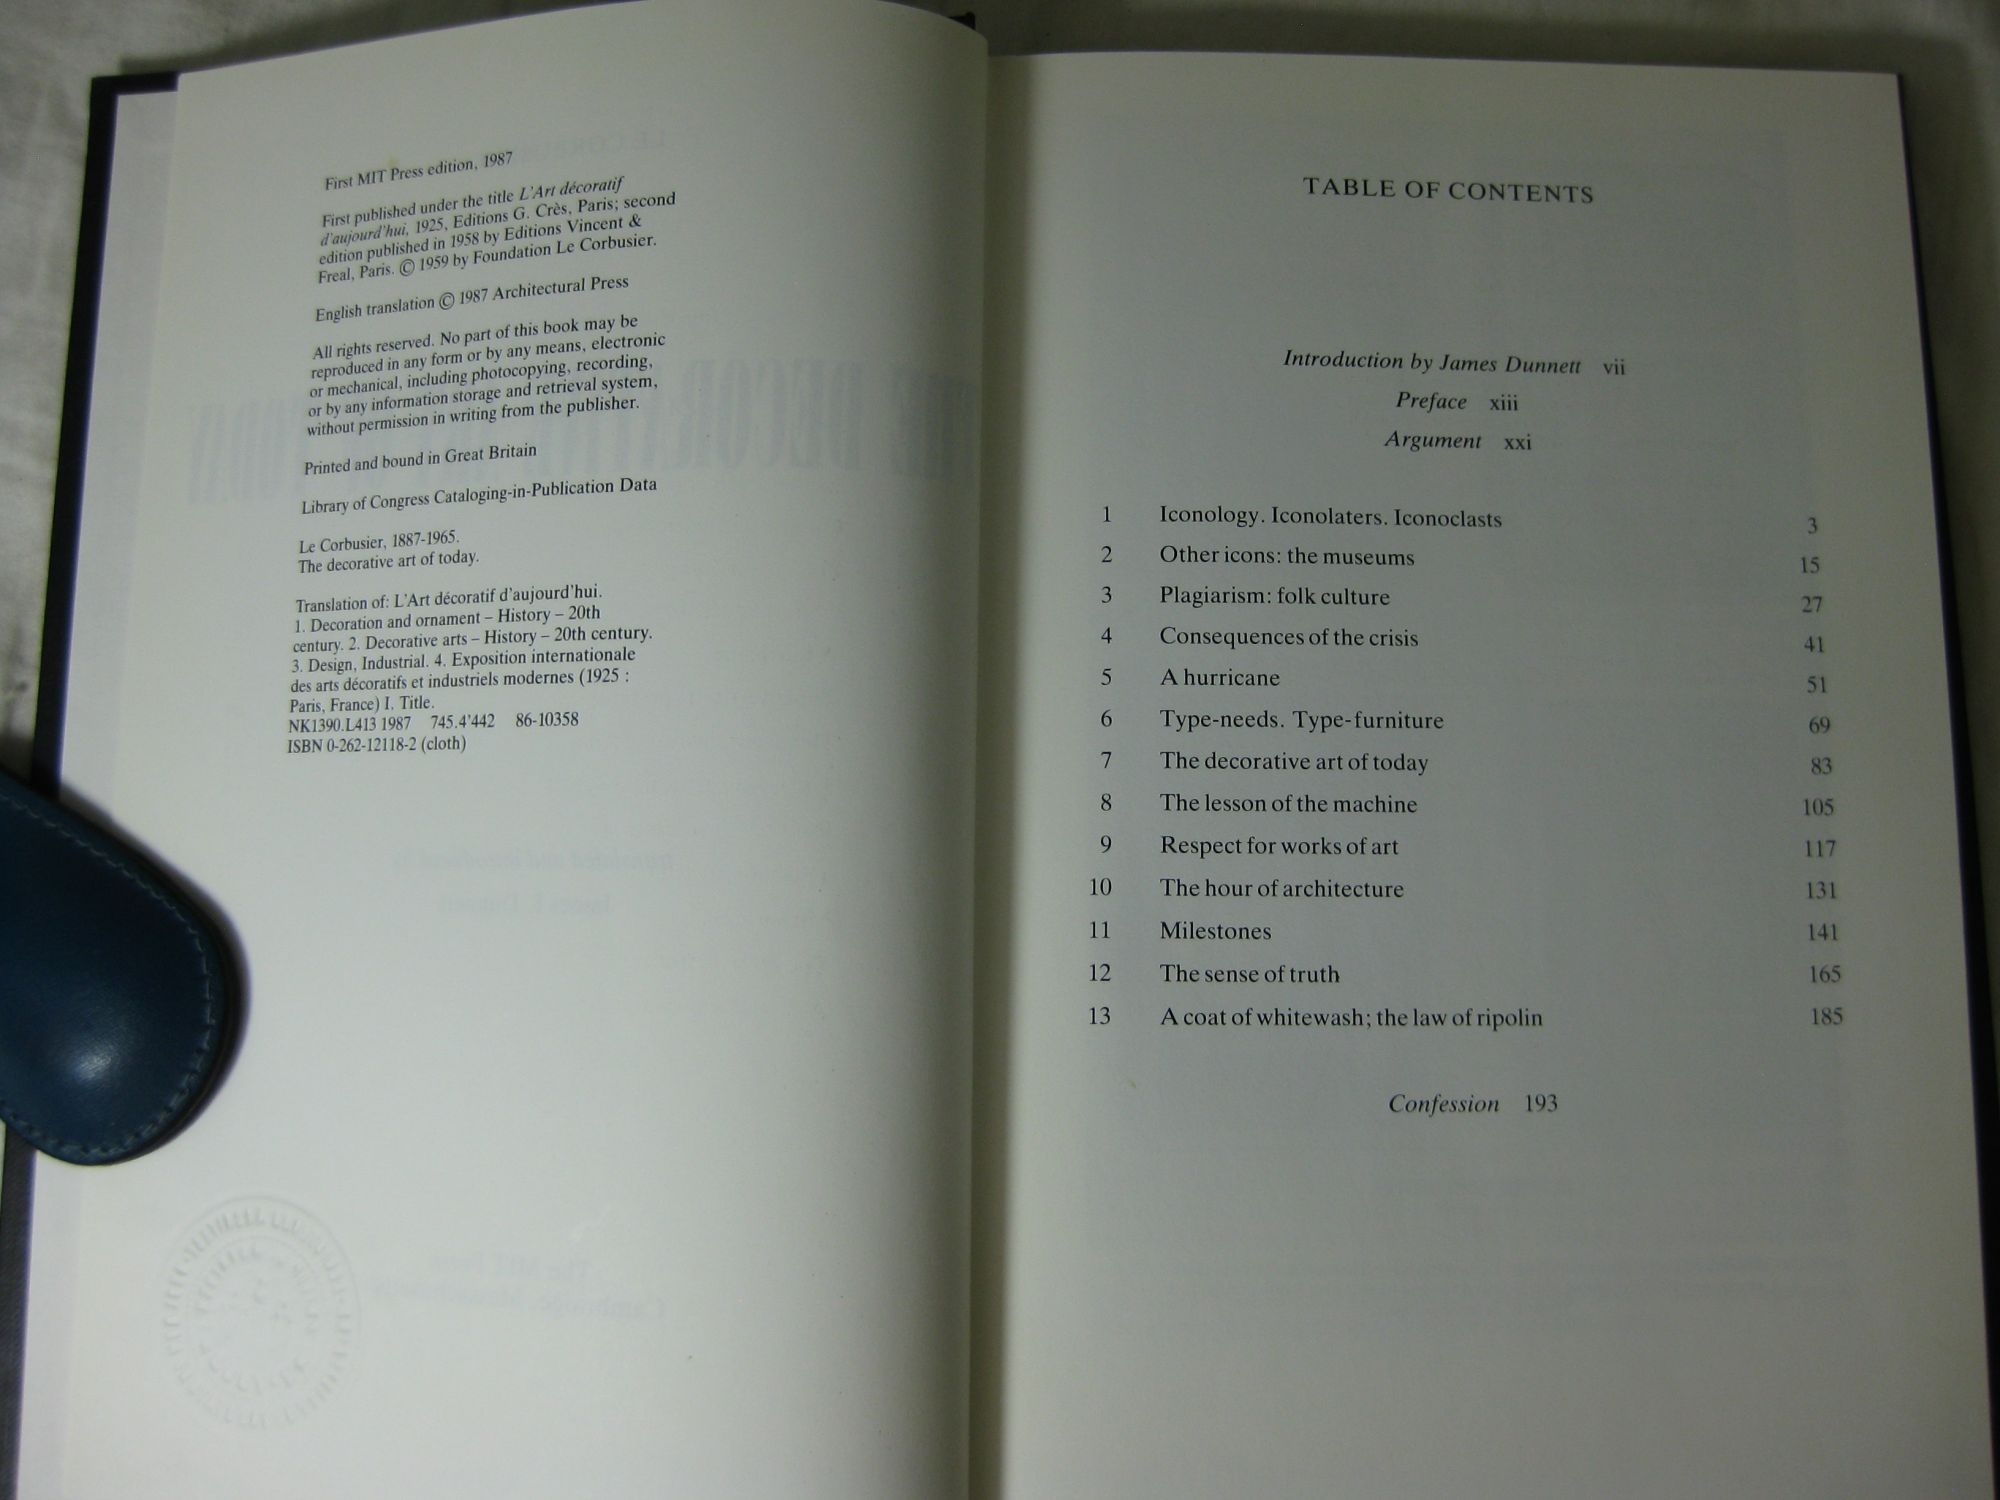 First MIT Press edition, 1987
First published under the title L'Art décoratif
d'aujourd'hui, 1925, Editions G. Crès, Paris; second
edition published in 1958 by Editions Vincent &
Freal, Paris. © 1959 by Foundation Le Corbusier.
English translation © 1987 Architectural Press
All rights reserved. No part of this book may be
reproduced in any form or by any means, electronic
or mechanical, including photocopying, recording,
or by any information storage and retrieval system,
without permission in writing from the publisher.
Printed and bound in Great Britain
Library of Congress Cataloging-in-Publication Data
Le Corbusier, 1887-1965.
The decorative art of today.
Translation of: L'Art décoratif d'aujourd'hui.
1. Decoration and ornament – History – 20th
century. 2. Decorative arts – History – 20th century.
3. Design, Industrial. 4. Exposition internationale
des arts décoratifs et industriels modernes (1925 :
Paris, France) I. Title.
NK1390.L413 1987 745.4'442 86-10358
ISBN 0-262-12118-2 (cloth)
TABLE OF CONTENTS
Introduction by James Dunnett vii
Preface xiii
Argument xxi
1 Iconology. Iconolaters. Iconoclasts 3
2 Other icons: the museums 15
3 Plagiarism: folk culture 27
4 Consequences of the crisis 41
5 A hurricane 51
6 Type-needs. Type-furniture 69
7 The decorative art of today 83
8 The lesson of the machine 105
9 Respect for works of art 117
10 The hour of architecture 131
11 Milestones 141
12 The sense of truth 165
13 A coat of whitewash; the law of ripolin 185
Confession 193